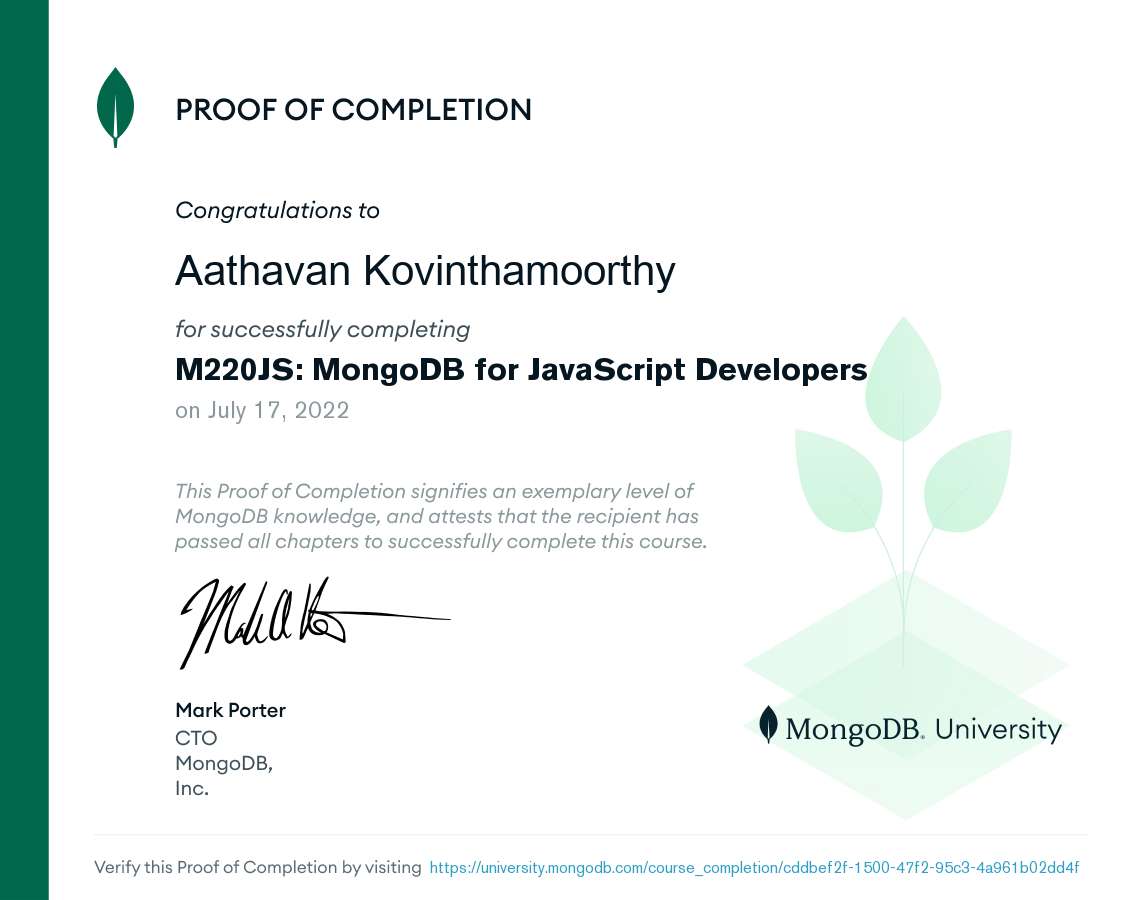 PROOF OF COMPLETION
Congratulations to
Aathavan Kovinthamoorthy
for successfully completing
M220JS: MongoDB for JavaScript Developers
on July 17, 2022
This Proof of Completion signifies an exemplary level of
MongoDB knowledge, and attests that the recipient has
passed all chapters to successfully complete this course.
Mark Porter
CTO
MongoDB,
Inc.
MongoDB. University
Verify this Proof of Completion by visiting https://university.mongodb.com/course_completion/cddbef2f-1500-47f2-95c3-4a961b02dd4f